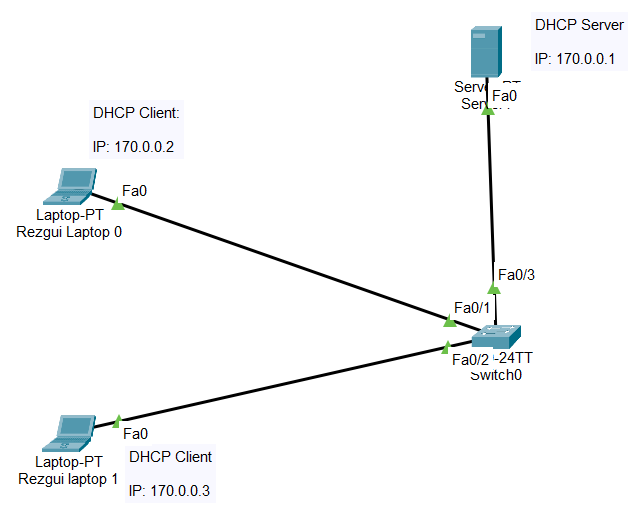 DHCP Server
IP: 170.0.0.1
Fa0
DHCP Client:
IP: 170.0.0.2
Fa0
Laptop-PT
Rezgui Laptop 0
Fa0/3
Fa0/1
Fa0/2
-24TT
Switch0
Fa0
Laptop-PT
Rezgui laptop 1
DHCP Client
IP: 170.0.0.3